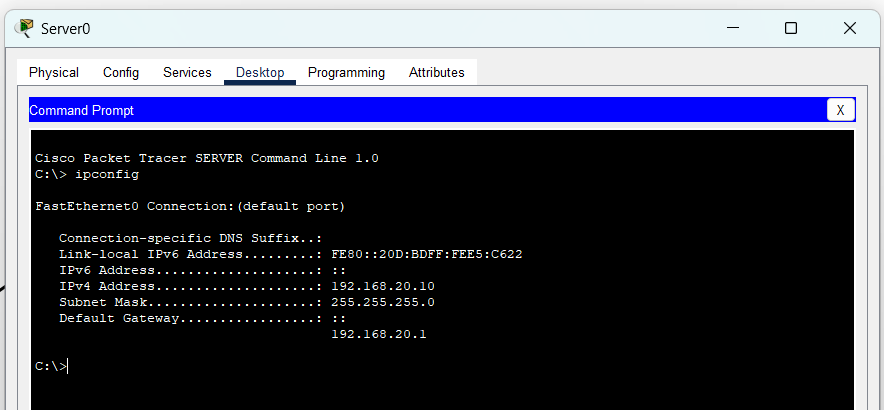 Server0
Physical Config Services Desktop Programming Attributes
Command Prompt X
Cisco Packet Tracer SERVER Command Line 1.0
C:\> ipconfig
FastEthernet0 Connection:(default port)
Connection-specific DNS Suffix..:
Link-local IPv6 Address.........: FE80::20D:BDFF:FEE5:C622
IPv6 Address....................: ::
IPv4 Address....................: 192.168.20.10
Subnet Mask.....................: 255.255.255.0
Default Gateway.................: ::
192.168.20.1
C:\>